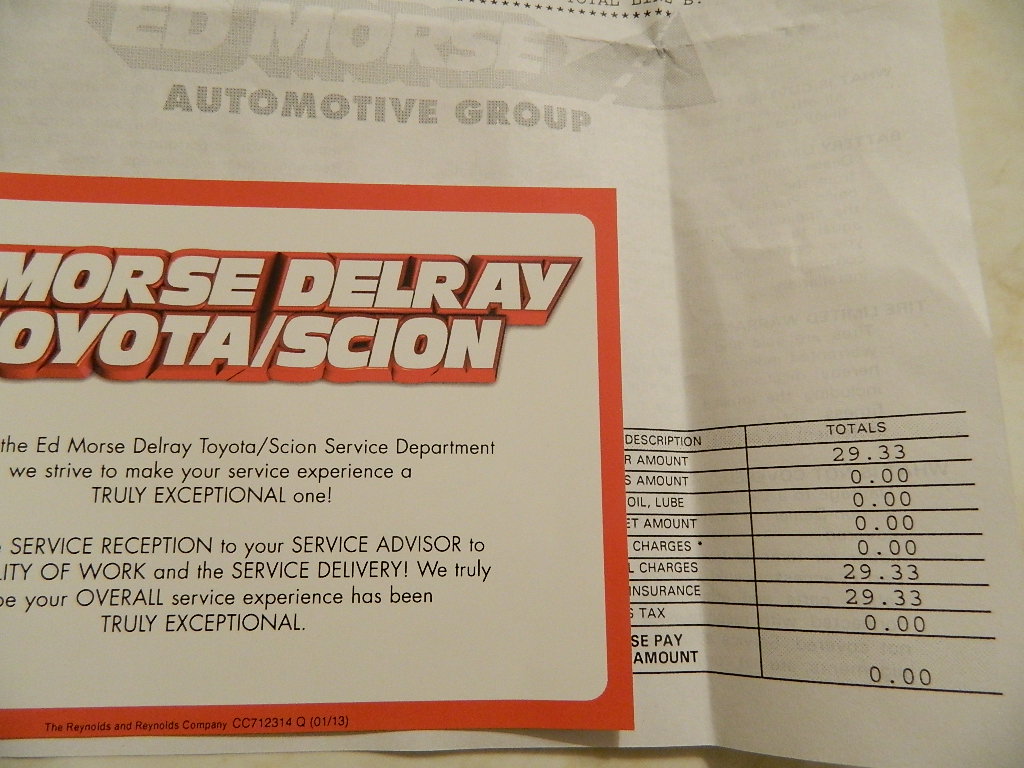 TOTAL LINE B:
ED MORSE
AUTOMOTIVE GROUP
MORSE DELRAY
OYOTA/SCION
the Ed Morse Delray Toyota/Scion Service Department
we strive to make your service experience a
TRULY EXCEPTIONAL one!
SERVICE RECEPTION to your SERVICE ADVISOR to
LITY OF WORK and the SERVICE DELIVERY! We truly
pe your OVERALL service experience has been
TRULY EXCEPTIONAL.
The Reynolds and Reynolds Company CC712314 Q (01/13)
DESCRIPTION TOTALS
R AMOUNT 29.33
S AMOUNT 0.00
OIL, LUBE 0.00
ET AMOUNT 0.00
CHARGES * 0.00
L CHARGES 29.33
INSURANCE 29.33
S TAX 0.00
SE PAY
AMOUNT 0.00